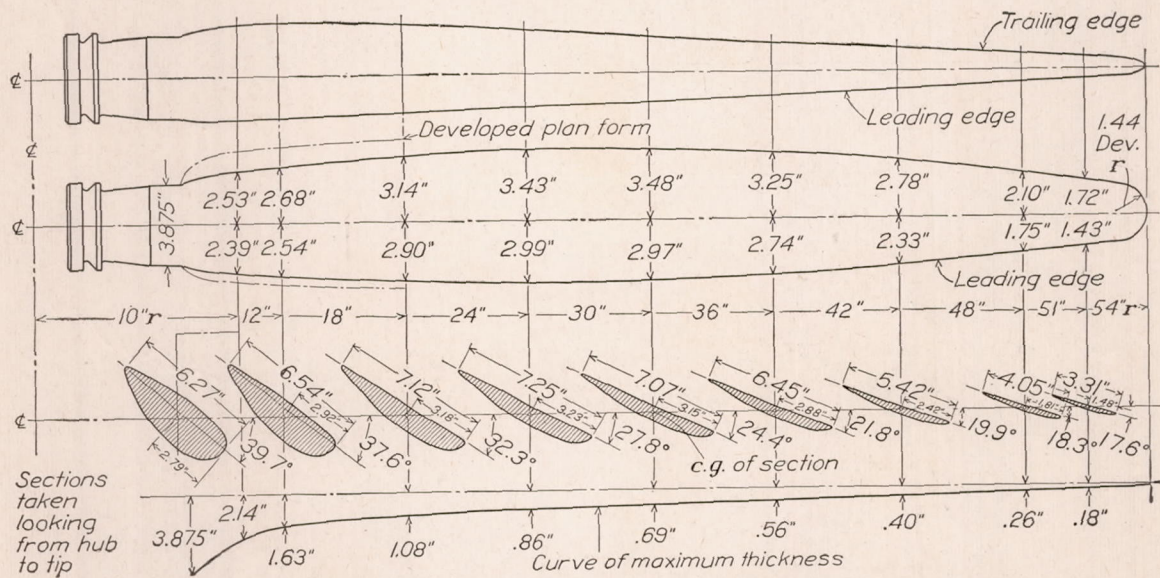 Trailing edge
℄
Leading edge
℄
Developed plan form
1.44
Dev.
r
3.875"
2.53" 2.68" 3.14" 3.43" 3.48" 3.25" 2.78" 2.10" 1.72"
℄
2.39" 2.54" 2.90" 2.99" 2.97" 2.74" 2.33" 1.75" 1.43"
Leading edge
10"r 12" 18" 24" 30" 36" 42" 48" 51" 54"r
6.27" 6.54" 7.12" 7.25" 7.07" 6.45" 5.42" 4.05" 3.31"
2.79" 2.92" 3.18" 3.23" 3.15" 2.88" 2.42" 1.81" 1.48"
℄
39.7° 37.6° 32.3° 27.8° 24.4° 21.8° 19.9° 18.3° 17.6°
c.g. of section
Sections
taken
looking
from hub
to tip
3.875" 2.14" 1.63" 1.08" .86" .69" .56" .40" .26" .18"
Curve of maximum thickness